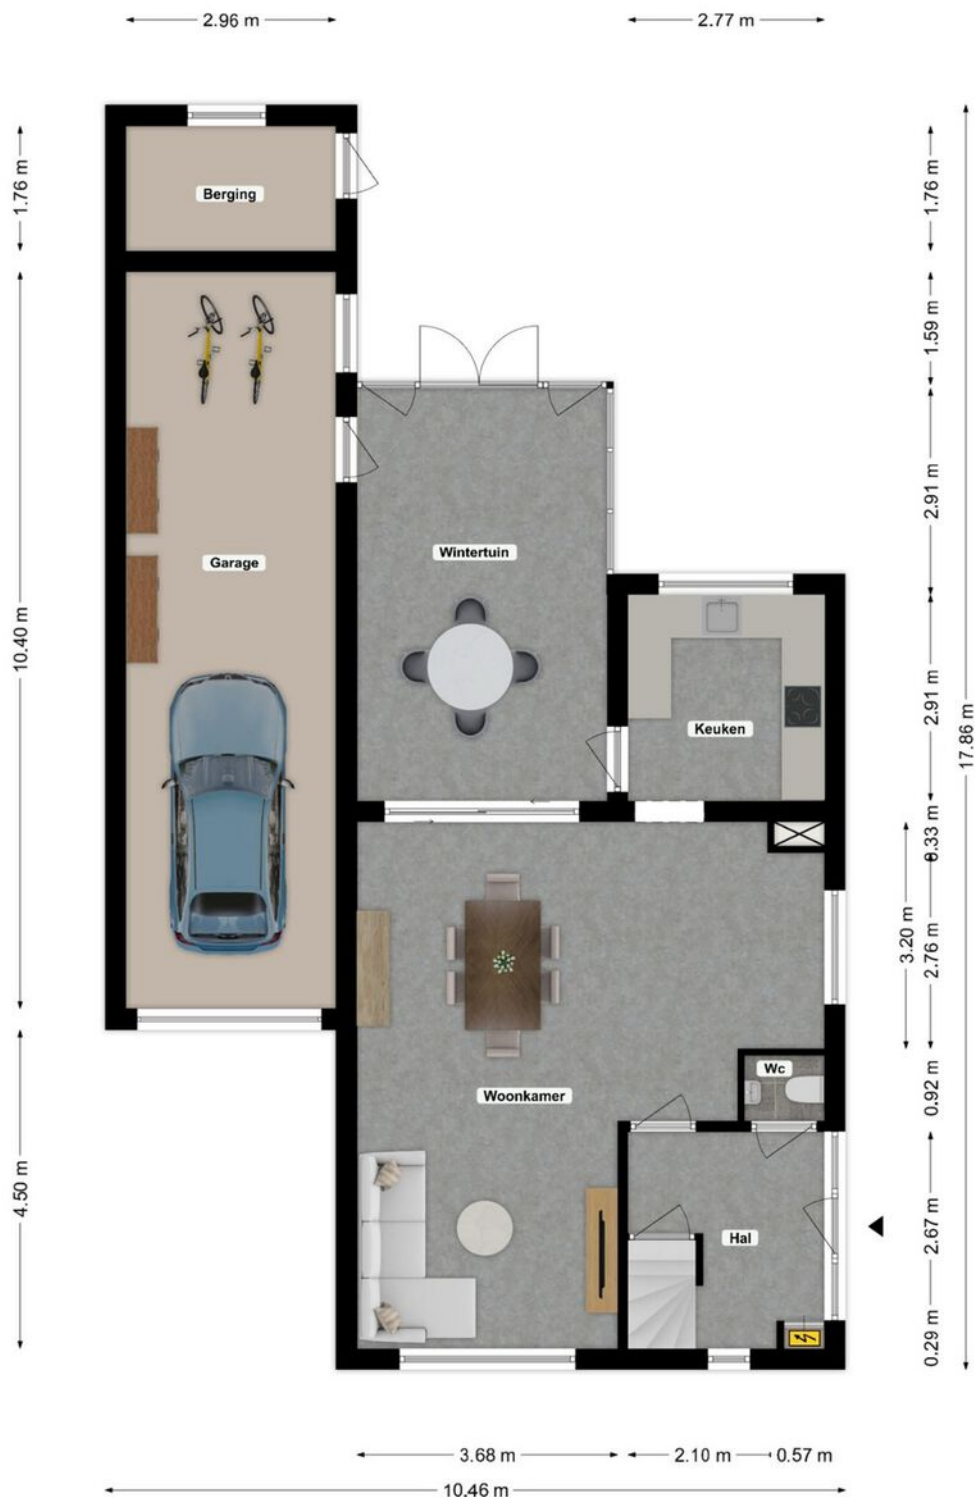 2.96 m
2.77 m
1.76 m
Berging
1.76 m
1.59 m
2.91 m
Wintertuin
Garage
10.40 m
2.91 m
Keuken
17.86 m
0.33 m
3.20 m
2.76 m
Wc
0.92 m
Woonkamer
4.50 m
2.67 m
Hal
0.29 m
3.68 m
2.10 m
0.57 m
10.46 m